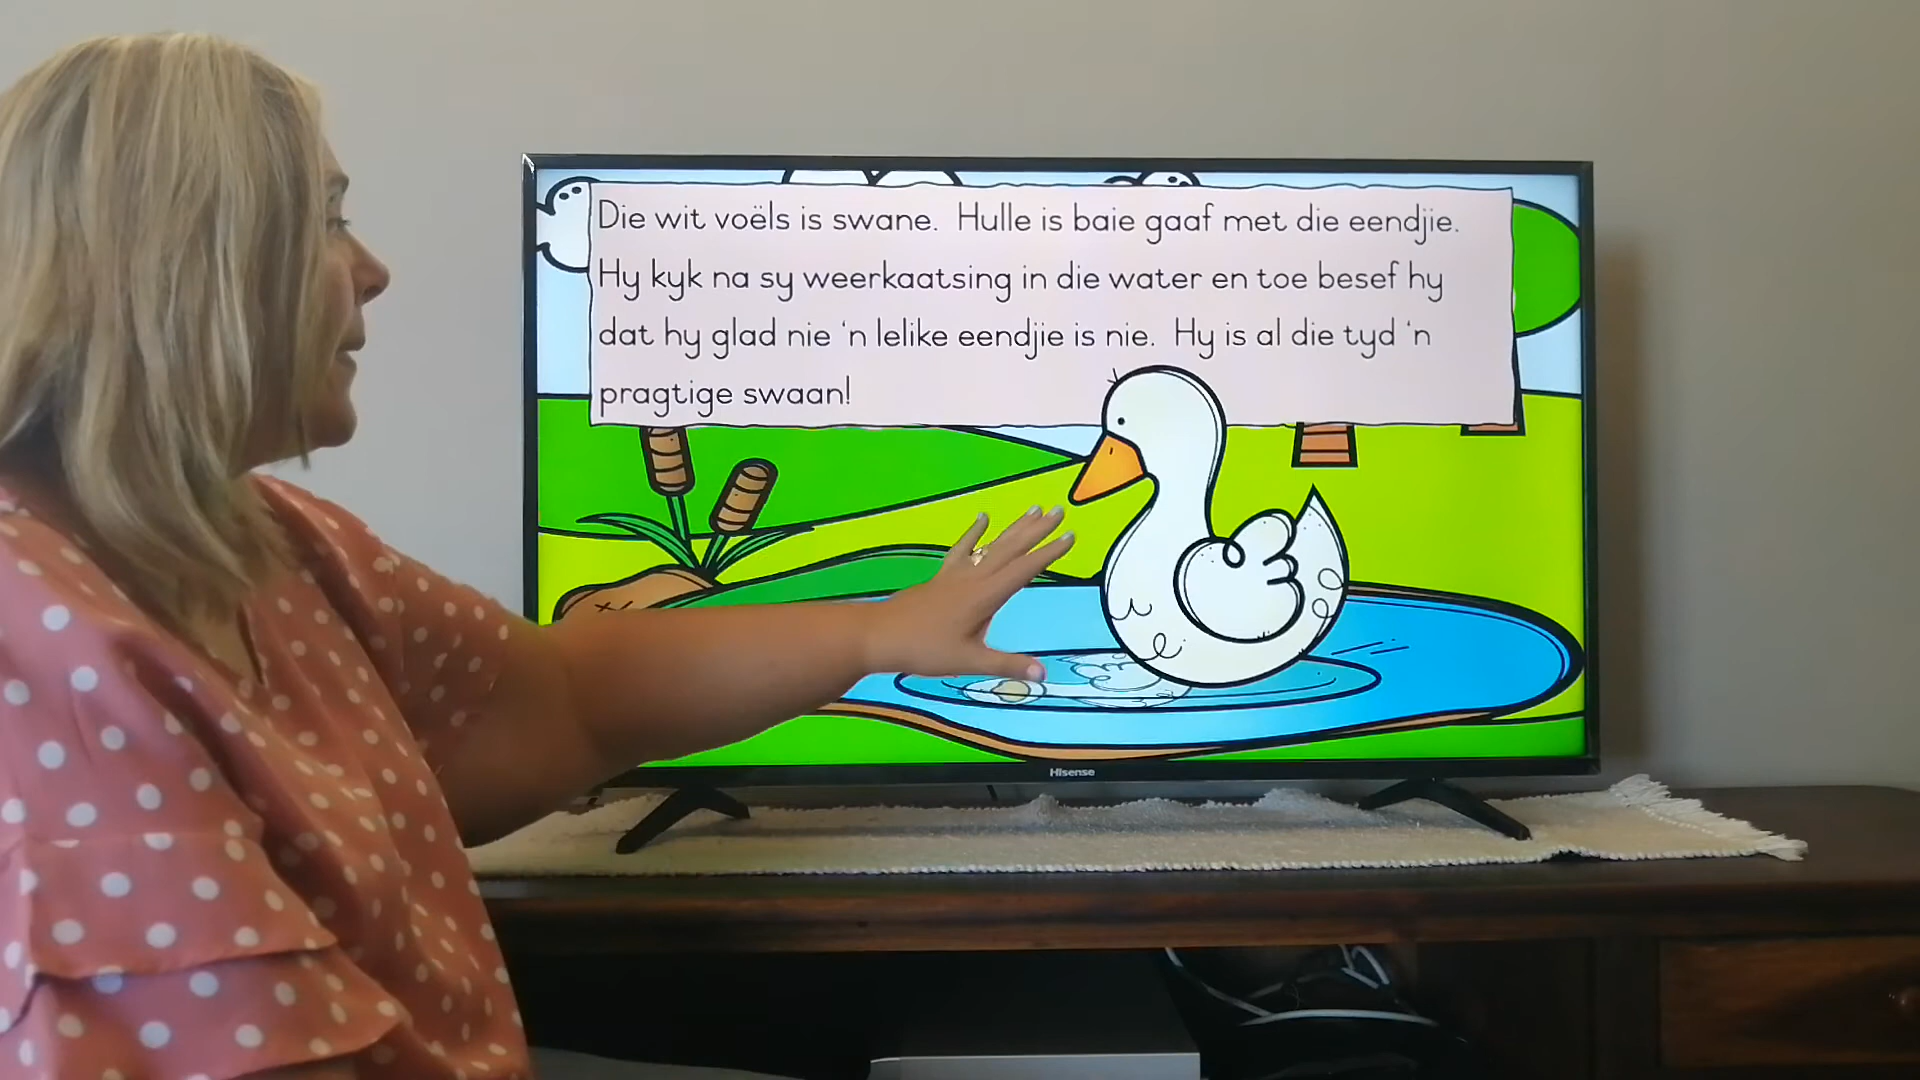 Die wit voëls is swane. Hulle is baie gaaf met die eendjie.
Hy kyk na sy weerkaatsing in die water en toe besef hy
dat hy glad nie 'n lelike eendjie is nie. Hy is al die tyd 'n
pragtige swaan!
Hisense